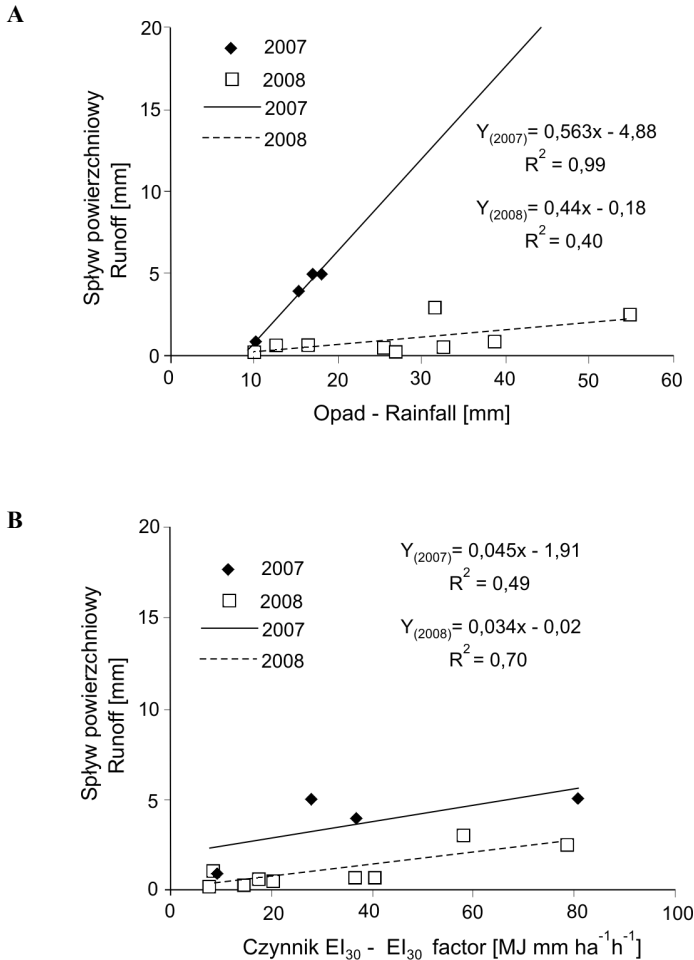 A
20
15
10
5
0
Spływ powierzchniowy
Runoff [mm]
2007
2008
2007
2008
Y(2007)= 0,563x - 4,88
R2 = 0,99
Y(2008)= 0,44x - 0,18
R2 = 0,40
0 10 20 30 40 50 60
Opad - Rainfall [mm]
B
20
15
10
5
0
Spływ powierzchniowy
Runoff [mm]
2007
2008
2007
2008
Y(2007)= 0,045x - 1,91
R2 = 0,49
Y(2008)= 0,034x - 0,02
R2 = 0,70
0 20 40 60 80 100
Czynnik EI30 - EI30 factor [MJ mm ha-1h-1]